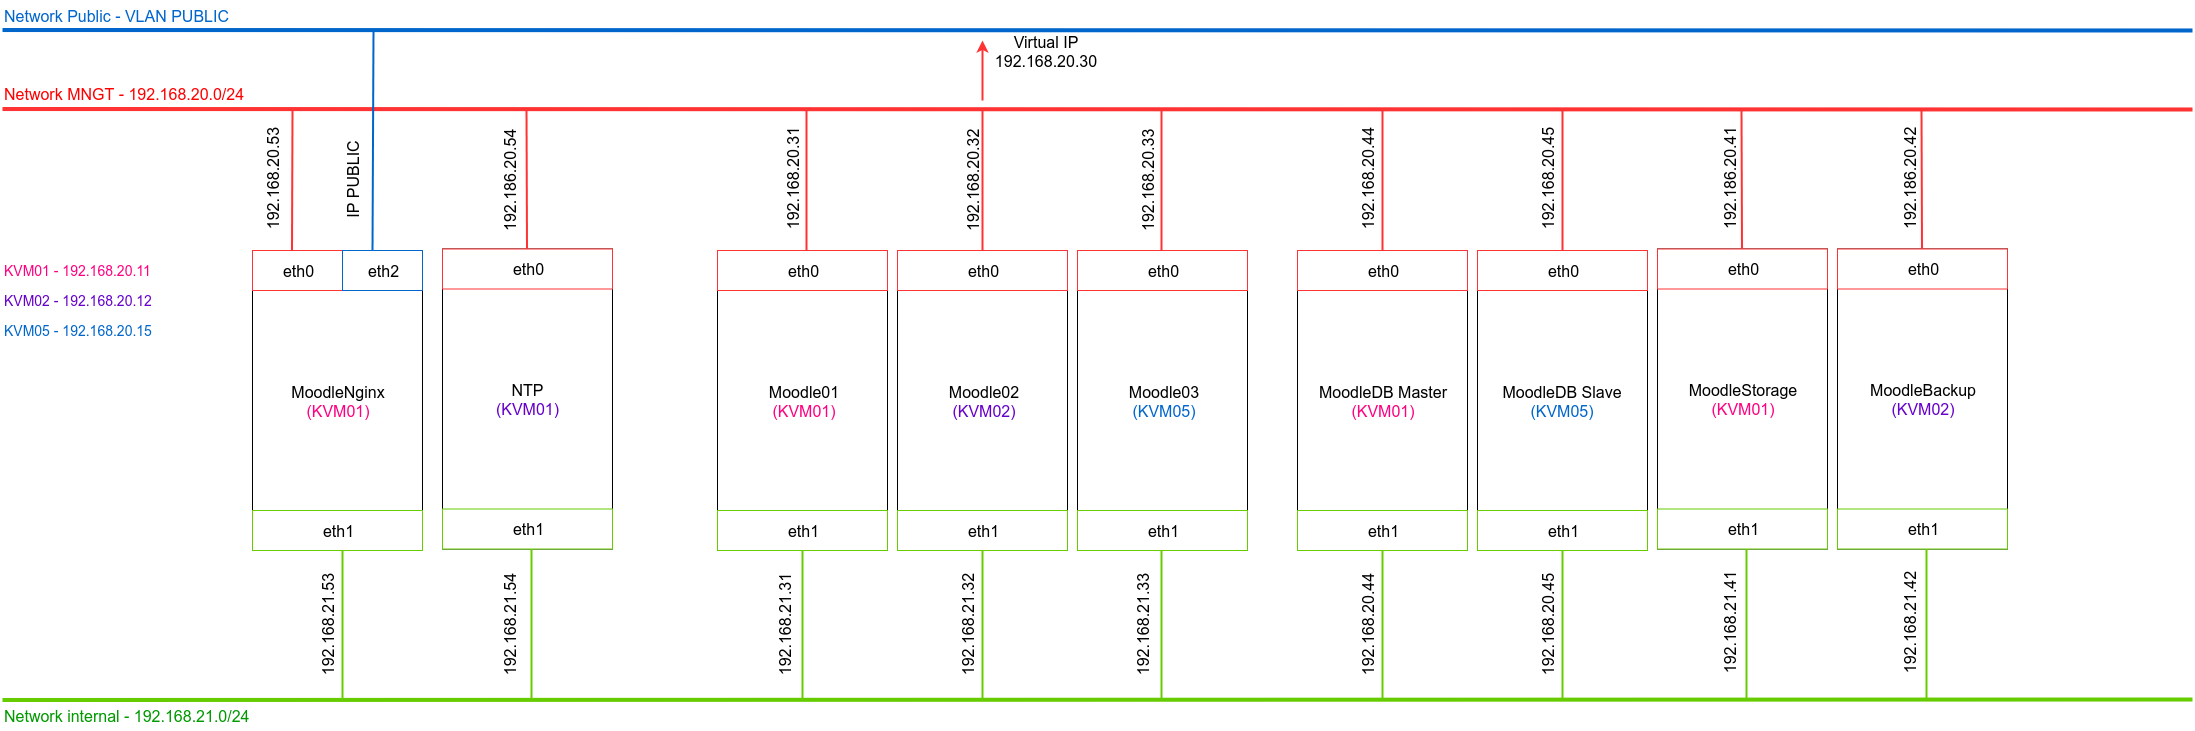 Network Public - VLAN PUBLIC
Virtual IP
192.168.20.30
Network MNGT - 192.168.20.0/24
192.168.20.53
IP PUBLIC
192.186.20.54
192.168.20.31
192.168.20.32
192.168.20.33
192.168.20.44
192.168.20.45
192.186.20.41
192.186.20.42
KVM01 - 192.168.20.11
KVM02 - 192.168.20.12
KVM05 - 192.168.20.15
eth0
eth2
eth0
eth0
eth0
eth0
eth0
eth0
eth0
eth0
MoodleNginx
(KVM01)
NTP
(KVM01)
Moodle01
(KVM01)
Moodle02
(KVM02)
Moodle03
(KVM05)
MoodleDB Master
(KVM01)
MoodleDB Slave
(KVM05)
MoodleStorage
(KVM01)
MoodleBackup
(KVM02)
eth1
eth1
eth1
eth1
eth1
eth1
eth1
eth1
eth1
192.168.21.53
192.168.21.54
192.168.21.31
192.168.21.32
192.168.21.33
192.168.20.44
192.168.20.45
192.168.21.41
192.168.21.42
Network internal - 192.168.21.0/24